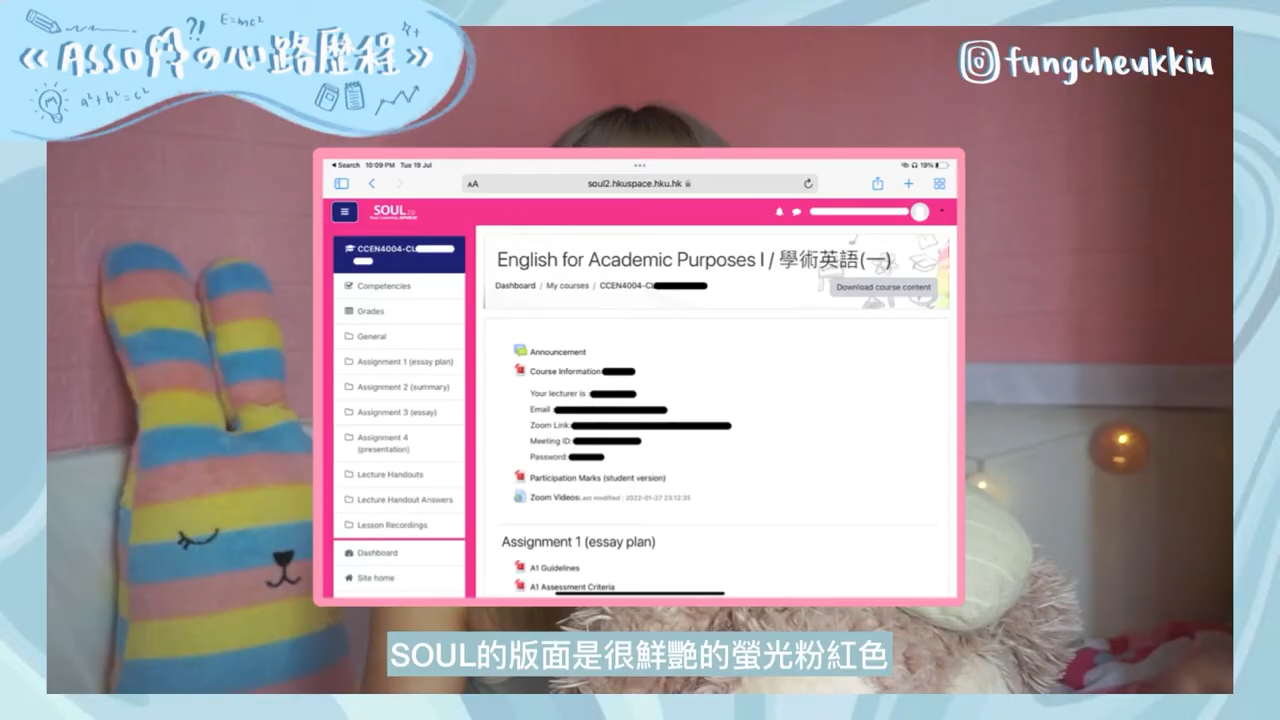 ?! E=mc²
《ASSO仔の心路歷程》
a²+b²=c²
fungcheukkiu
Search 10:09 PM Tue 19 Jul
19%
AA soul2.hkuspace.hku.hk
SOUL2.0
CCEN4004-CL
Competencies
Grades
General
Assignment 1 (essay plan)
Assignment 2 (summary)
Assignment 3 (essay)
Assignment 4
(presentation)
Lecture Handouts
Lecture Handout Answers
Lesson Recordings
Dashboard
Site home
English for Academic Purposes I / 學術英語(一)
Dashboard / My courses / CCEN4004-CL
Download course content
Announcement
Course Information
Your lecturer is
Email
Zoom Link:
Meeting ID:
Password:
Participation Marks (student version)
Zoom Videos Last modified : 2022-01-27 23:12:35
Assignment 1 (essay plan)
A1 Guidelines
A1 Assessment Criteria
SOUL的版面是很鮮艷的螢光粉紅色